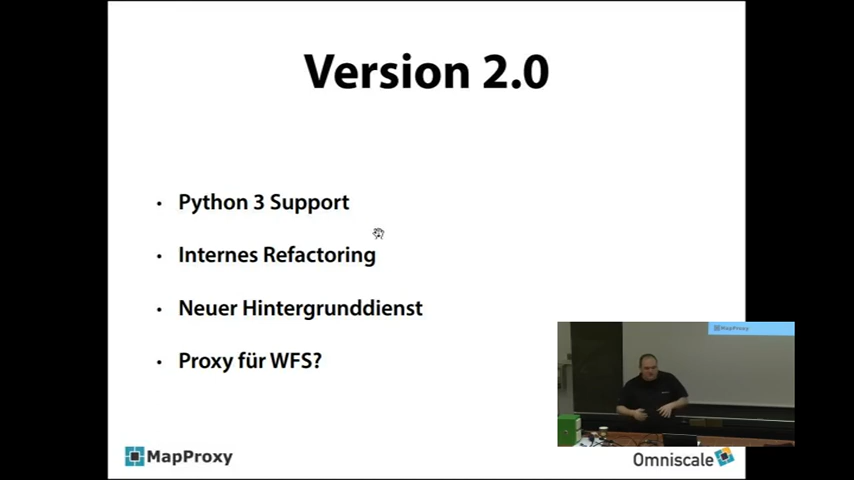 Version 2.0
• Python 3 Support
• Internes Refactoring
• Neuer Hintergrunddienst
• Proxy für WFS?
MapProxy
MapProxy
Omniscale